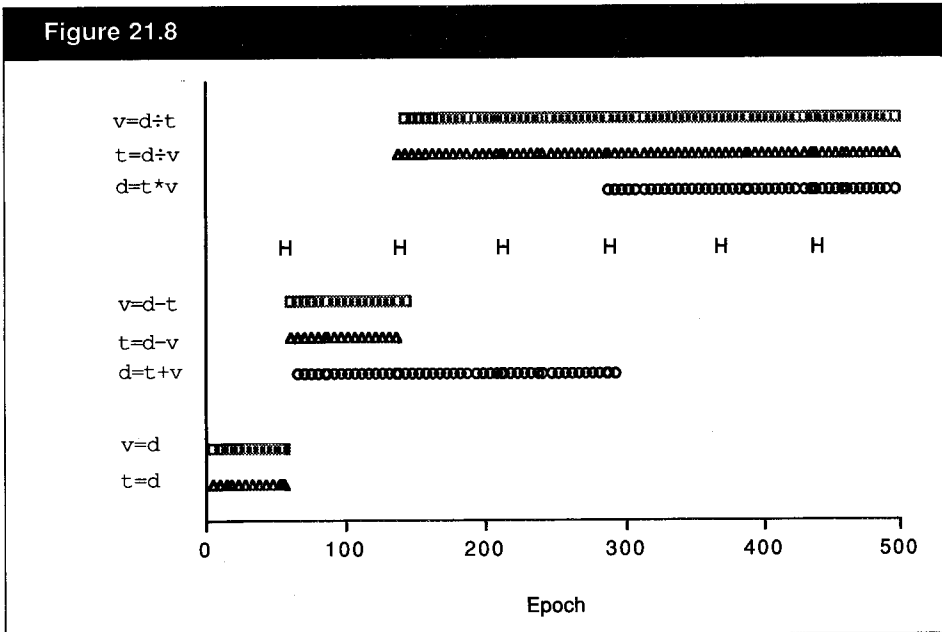 Figure 21.8
v=d÷t
t=d÷v
d=t*v
H H H H H H
v=d-t
t=d-v
d=t+v
v=d
t=d
0 100 200 300 400 500
Epoch